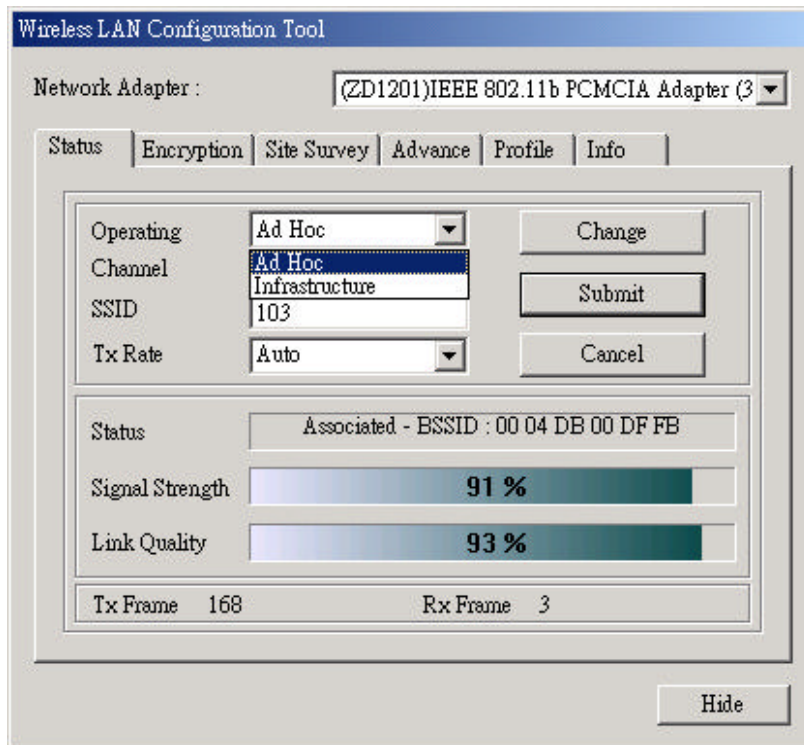 Wireless LAN Configuration Tool
Network Adapter : (ZD1201)IEEE 802.11b PCMCIA Adapter (3
Status Encryption Site Survey Advance Profile Info
Operating Ad Hoc Change
Channel Ad Hoc
Infrastructure Submit
SSID 103
Tx Rate Auto Cancel
Status Associated - BSSID : 00 04 DB 00 DF FB
Signal Strength 91 %
Link Quality 93 %
Tx Frame 168 Rx Frame 3
Hide